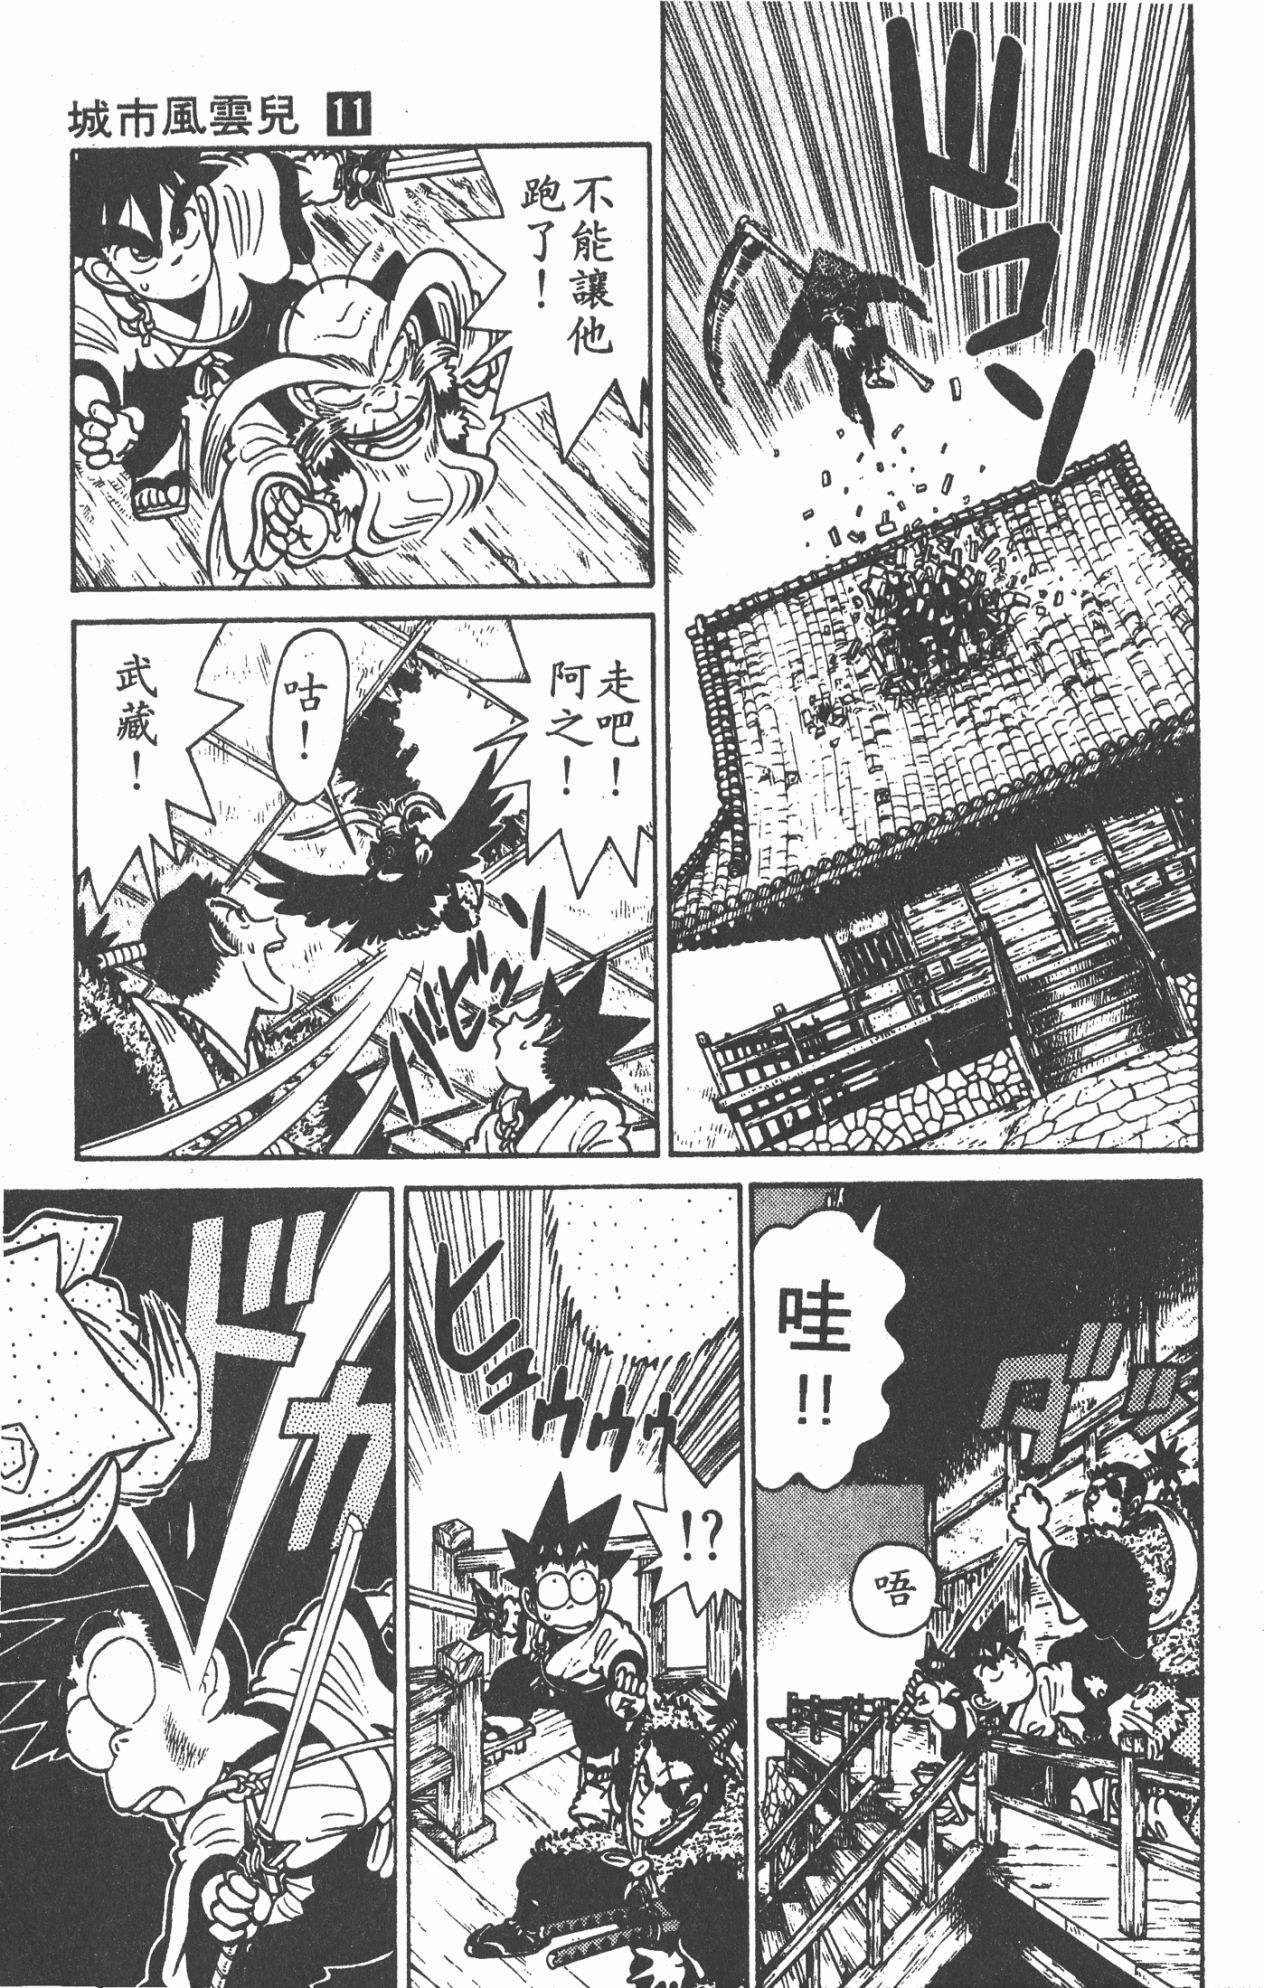 城市風雲兒 11
ドコン
不能讓他
跑了！
走吧！
阿之！
咕！
武藏！
バビュン
哇!!
ダッ
唔
ヒュウウウ
!?
ドカ